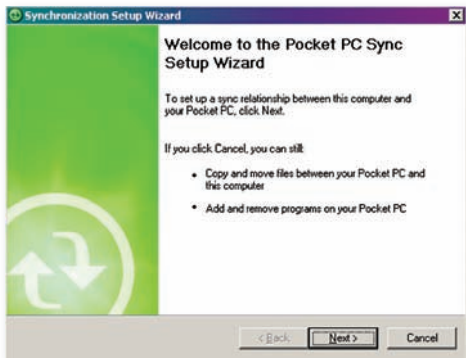 Synchronization Setup Wizard
Welcome to the Pocket PC Sync
Setup Wizard
To set up a sync relationship between this computer and
your Pocket PC, click Next.
If you click Cancel, you can still:
• Copy and move files between your Pocket PC and
this computer
• Add and remove programs on your Pocket PC
< Back Next > Cancel